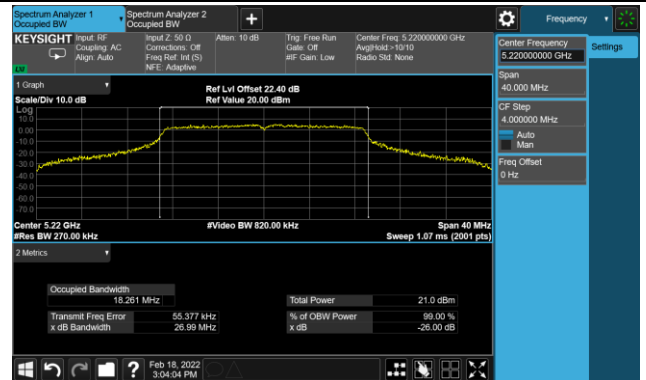 Spectrum Analyzer 1
Occupied BW
Spectrum Analyzer 2
Occupied BW
+
Frequency
KEYSIGHT
Input: RF
Coupling: AC
Align: Auto
Input Z: 50 Ω
Corrections: Off
Freq Ref: Int (S)
NFE: Adaptive
Atten: 10 dB
Trig: Free Run
Gate: Off
#IF Gain: Low
Center Freq: 5.220000000 GHz
Avg|Hold:>10/10
Radio Std: None
Center Frequency
5.220000000 GHz
Settings
Span
40.000 MHz
CF Step
4.000000 MHz
Auto
Man
Freq Offset
0 Hz
1 Graph
Scale/Div 10.0 dB
Ref Lvl Offset 22.40 dB
Ref Value 20.00 dBm
Log
10.0
0.00
-10.0
-20.0
-30.0
-40.0
-50.0
-60.0
-70.0
Center 5.22 GHz
#Video BW 820.00 kHz
Span 40 MHz
#Res BW 270.00 kHz
Sweep 1.07 ms (2001 pts)
2 Metrics
Occupied Bandwidth
18.261 MHz
Total Power
21.0 dBm
Transmit Freq Error
55.377 kHz
% of OBW Power
99.00 %
x dB Bandwidth
26.99 MHz
x dB
-26.00 dB
?
Feb 18, 2022
3:04:04 PM